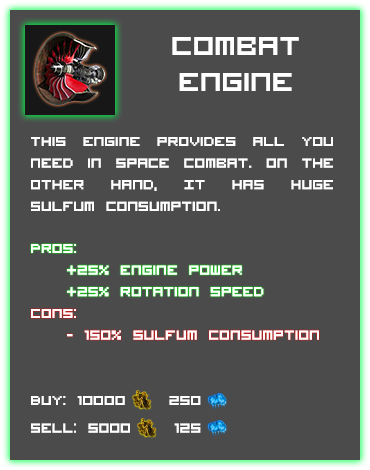 COMBAT
ENGINE
THIS ENGINE PROVIDES ALL YOU
NEED IN SPACE COMBAT. ON THE
OTHER HAND, IT HAS HUGE
SULFUM CONSUMPTION.
PROS:
+25% ENGINE POWER
+25% ROTATION SPEED
CONS:
- 150% SULFUM CONSUMPTION
BUY: 10000 250
SELL: 5000 125